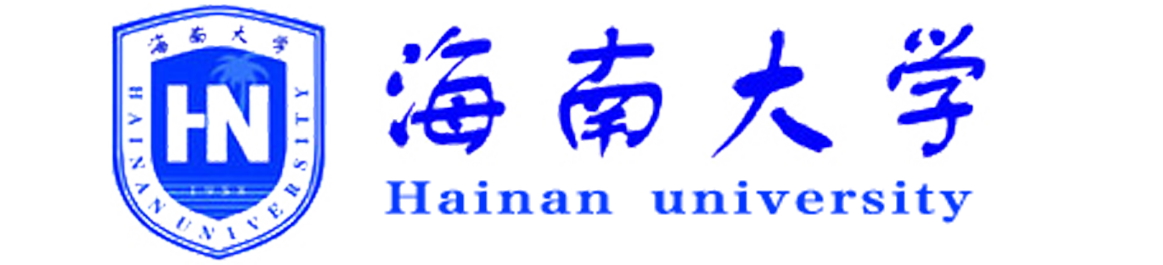 海南大学
HN
HAINAN UNIVERSITY
海南大学
Hainan university